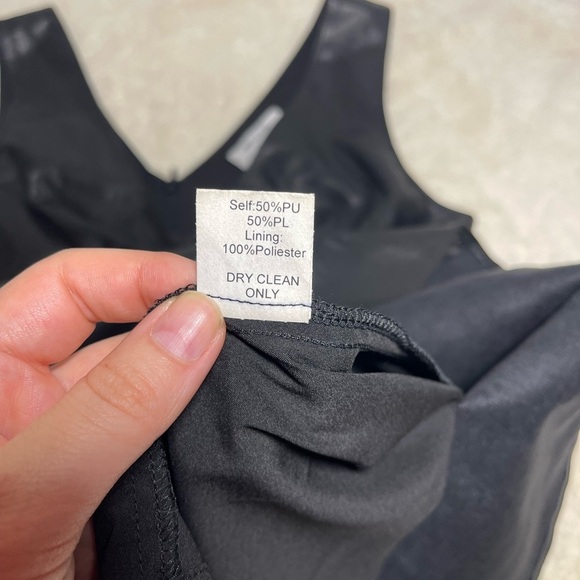 Self:50%PU
50%PL
Lining:
100%Poliester
DRY CLEAN
ONLY